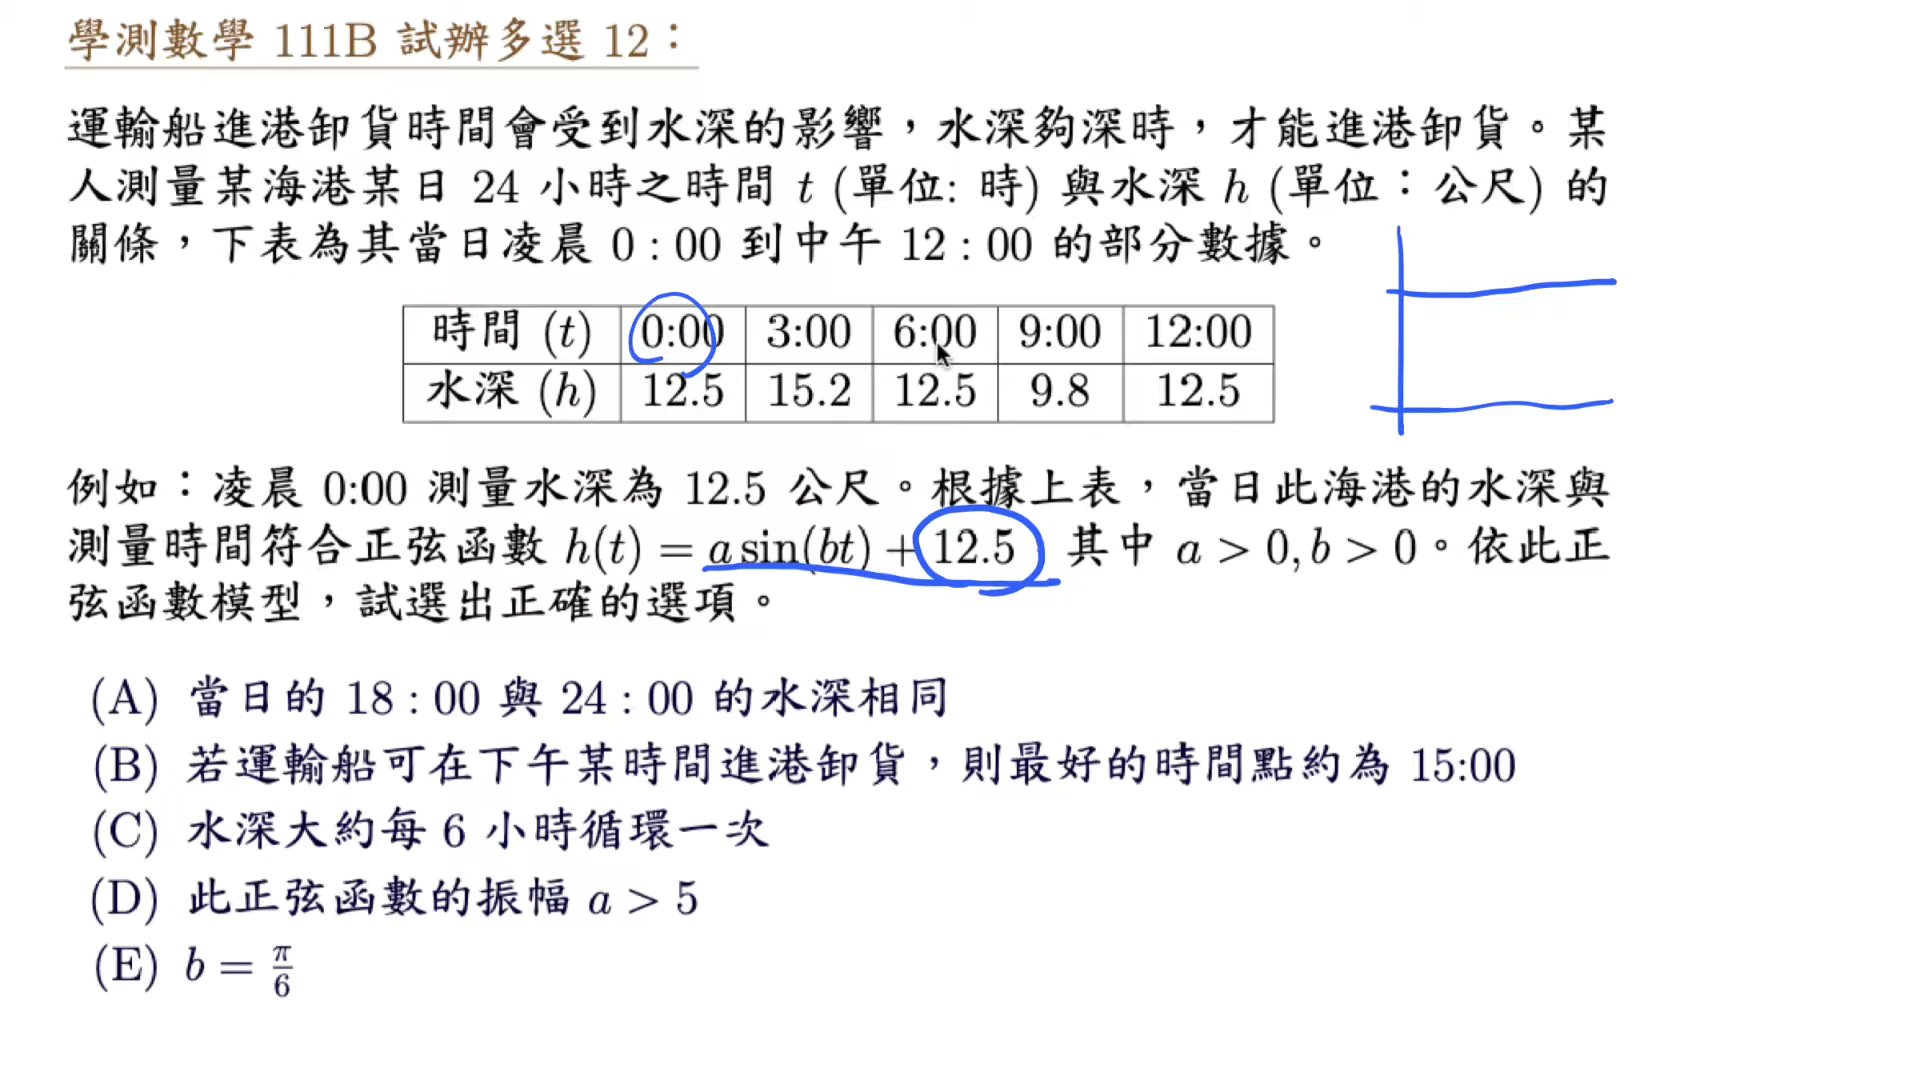 學測數學 111B 試辦多選 12：
運輸船進港卸貨時間會受到水深的影響，水深夠深時，才能進港卸貨。某
人測量某海港某日 24 小時之時間 t (單位: 時) 與水深 h (單位：公尺) 的
關條，下表為其當日凌晨 0 : 00 到中午 12 : 00 的部分數據。
時間 (t) 0:00 3:00 6:00 9:00 12:00
水深 (h) 12.5 15.2 12.5 9.8 12.5
例如：凌晨 0:00 測量水深為 12.5 公尺。根據上表，當日此海港的水深與
測量時間符合正弦函數 h(t) = a sin(bt) + 12.5 其中 a > 0, b > 0。依此正
弦函數模型，試選出正確的選項。
(A) 當日的 18 : 00 與 24 : 00 的水深相同
(B) 若運輸船可在下午某時間進港卸貨，則最好的時間點約為 15:00
(C) 水深大約每 6 小時循環一次
(D) 此正弦函數的振幅 a > 5
(E) b = π/6